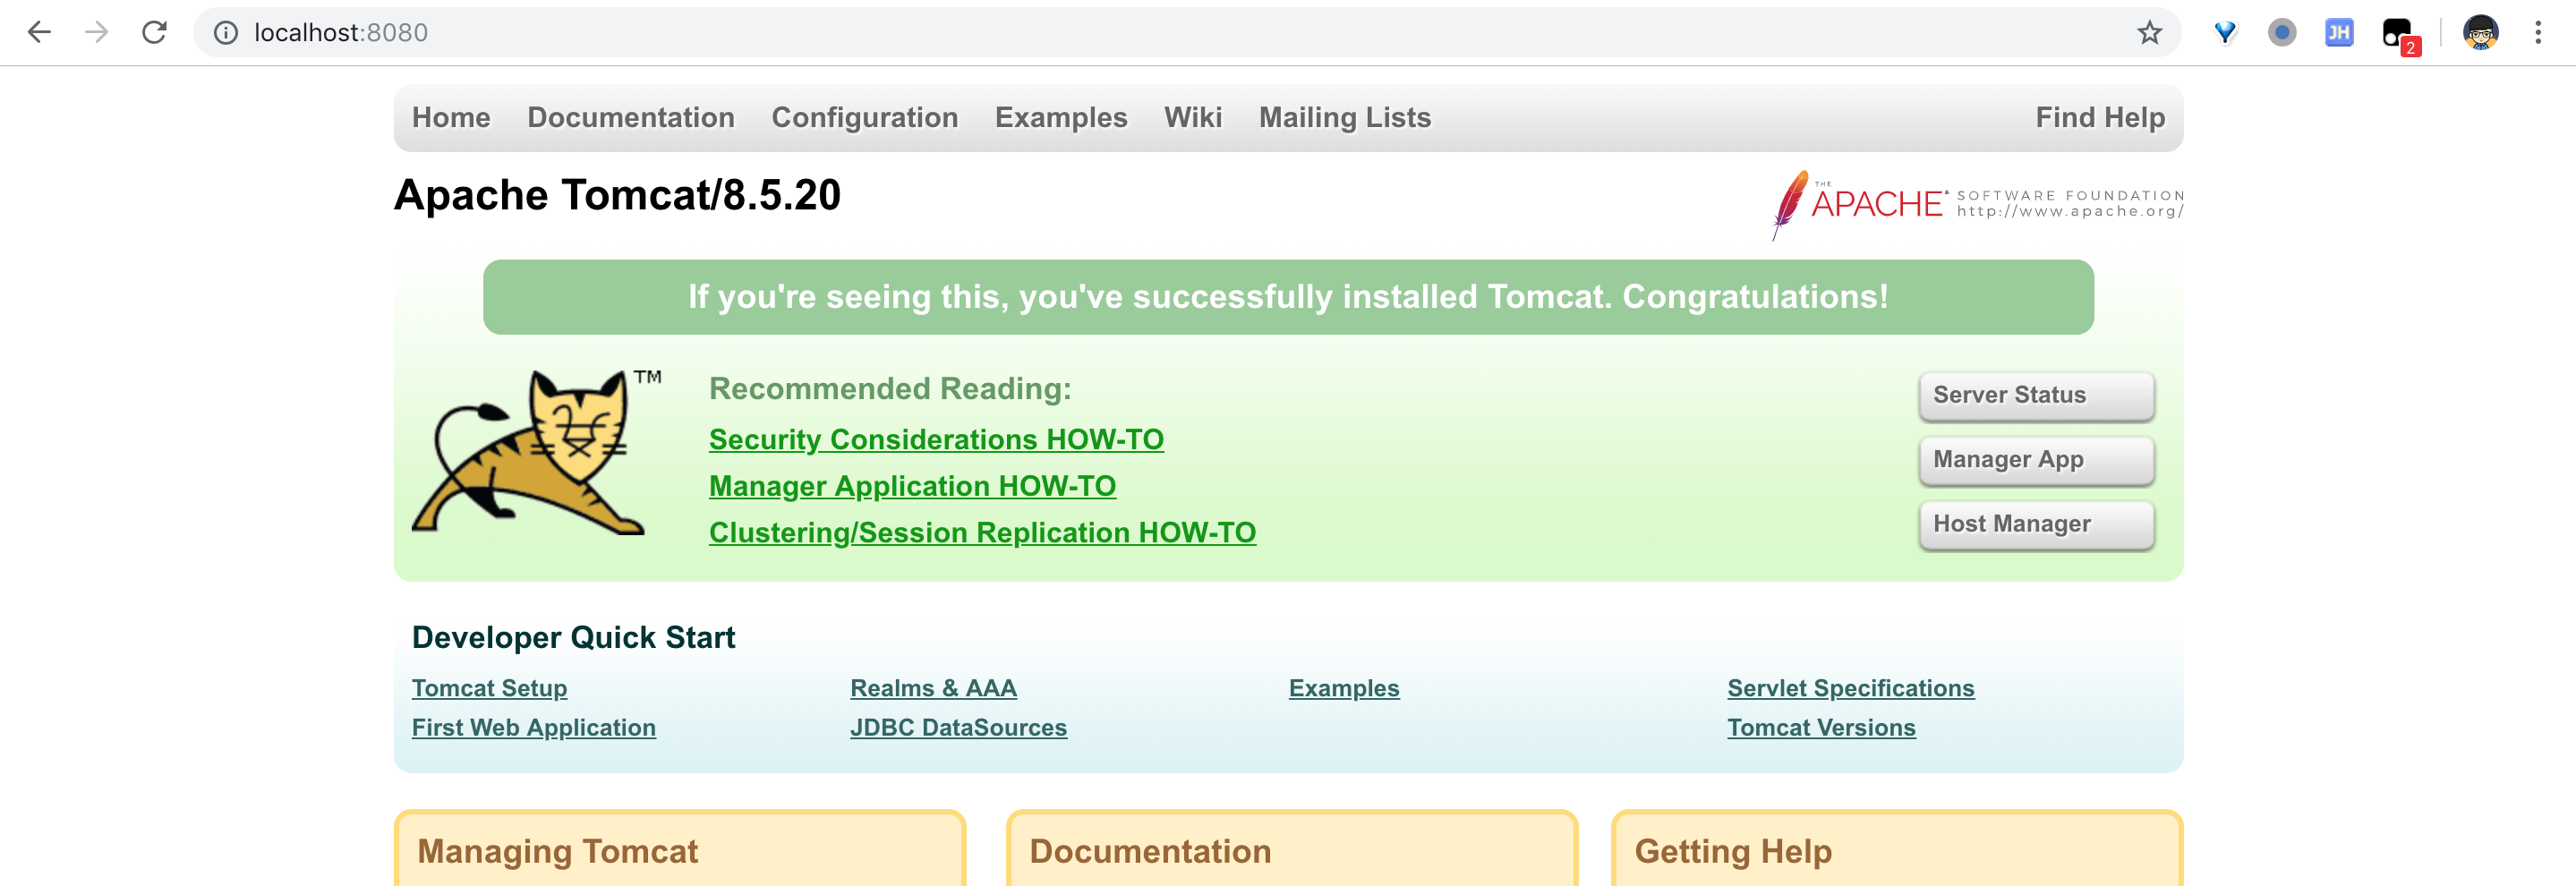 localhost:8080
JH
2
Home Documentation Configuration Examples Wiki Mailing Lists Find Help
Apache Tomcat/8.5.20
THE APACHE SOFTWARE FOUNDATION
http://www.apache.org/
If you're seeing this, you've successfully installed Tomcat. Congratulations!
TM
Recommended Reading:
Security Considerations HOW-TO
Manager Application HOW-TO
Clustering/Session Replication HOW-TO
Server Status
Manager App
Host Manager
Developer Quick Start
Tomcat Setup Realms & AAA Examples Servlet Specifications
First Web Application JDBC DataSources Tomcat Versions
Managing Tomcat Documentation Getting Help